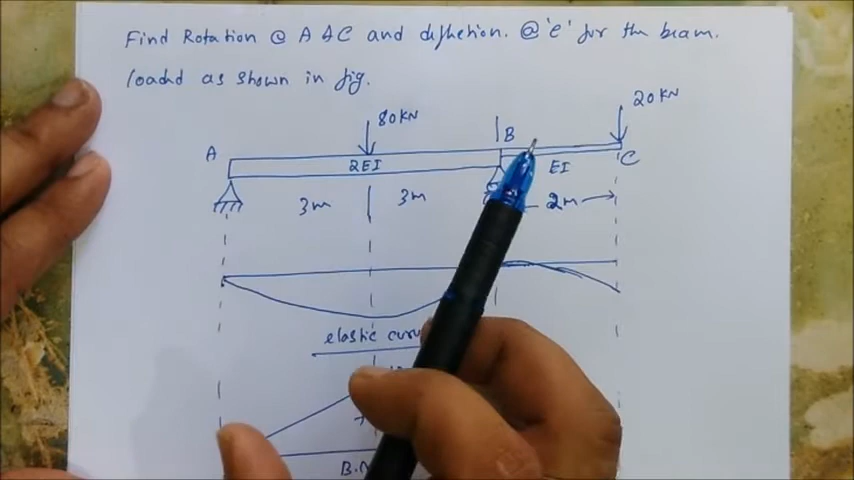 Find Rotation @ A & C and deflection. @ 'C' for the beam.
loaded as shown in fig.
80KN
20KN
A
B
C
2EI
EI
3m
3m
2m
elastic curve
+
B.M